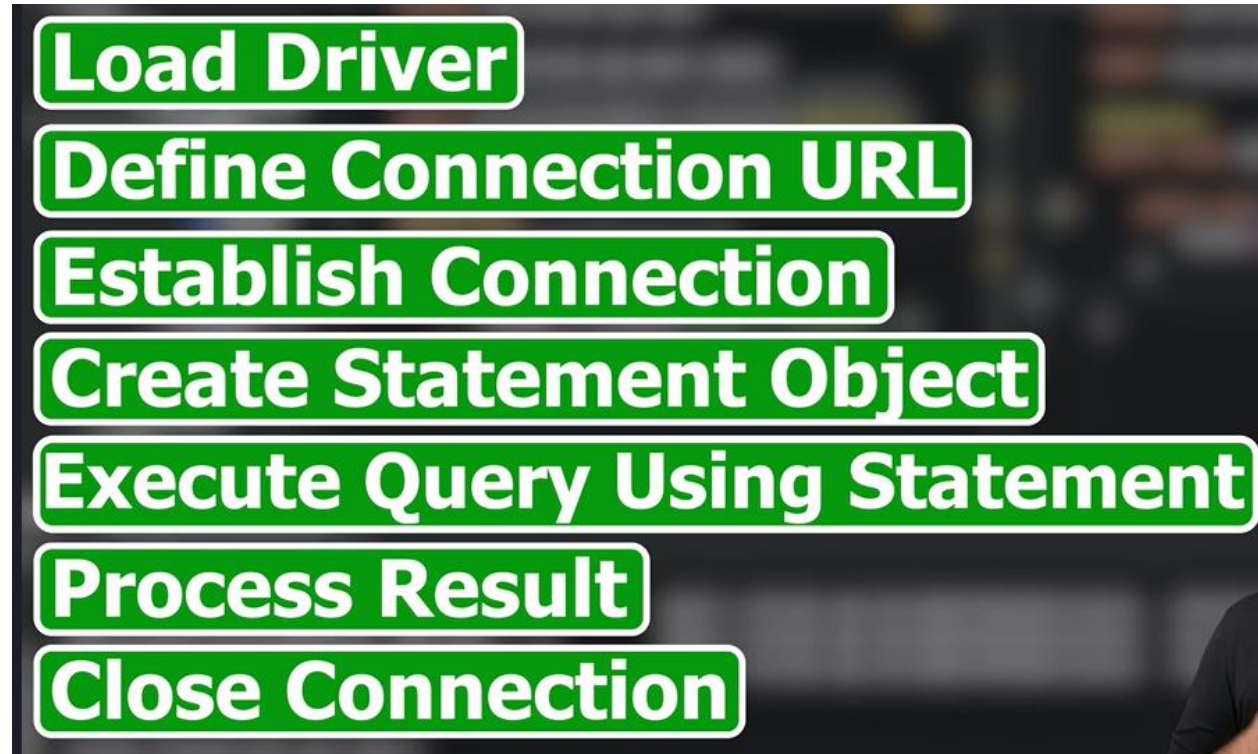 Load Driver
Define Connection URL
Establish Connection
Create Statement Object
Execute Query Using Statement
Process Result
Close Connection